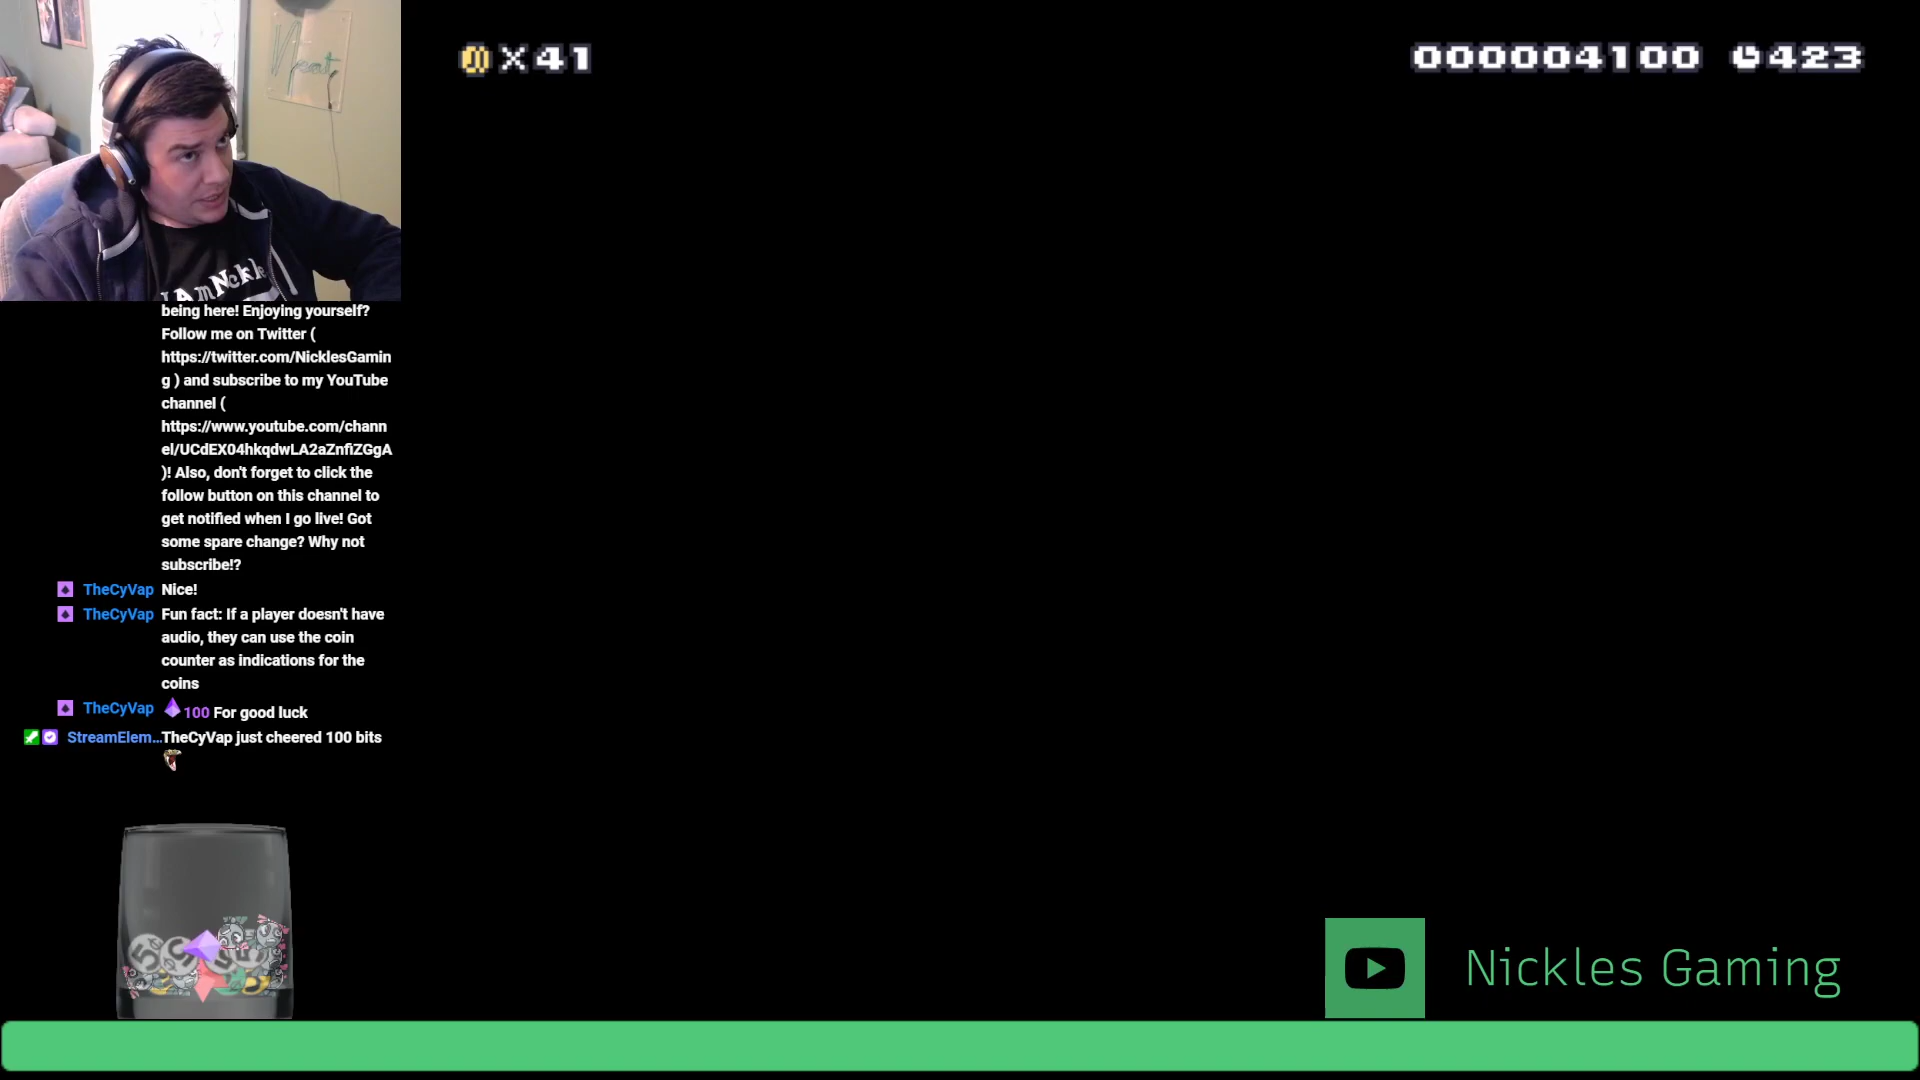 Neat
x41
000004100 423
AmNickle
being here! Enjoying yourself?
Follow me on Twitter (
https://twitter.com/NicklesGamin
g ) and subscribe to my YouTube
channel (
https://www.youtube.com/chann
el/UCdEX04hkqdwLA2aZnfiZGgA
)! Also, don't forget to click the
follow button on this channel to
get notified when I go live! Got
some spare change? Why not
subscribe!?
TheCyVap Nice!
TheCyVap Fun fact: If a player doesn't have
audio, they can use the coin
counter as indications for the
coins
TheCyVap 100 For good luck
StreamElem... TheCyVap just cheered 100 bits
5¢
Nickles Gaming